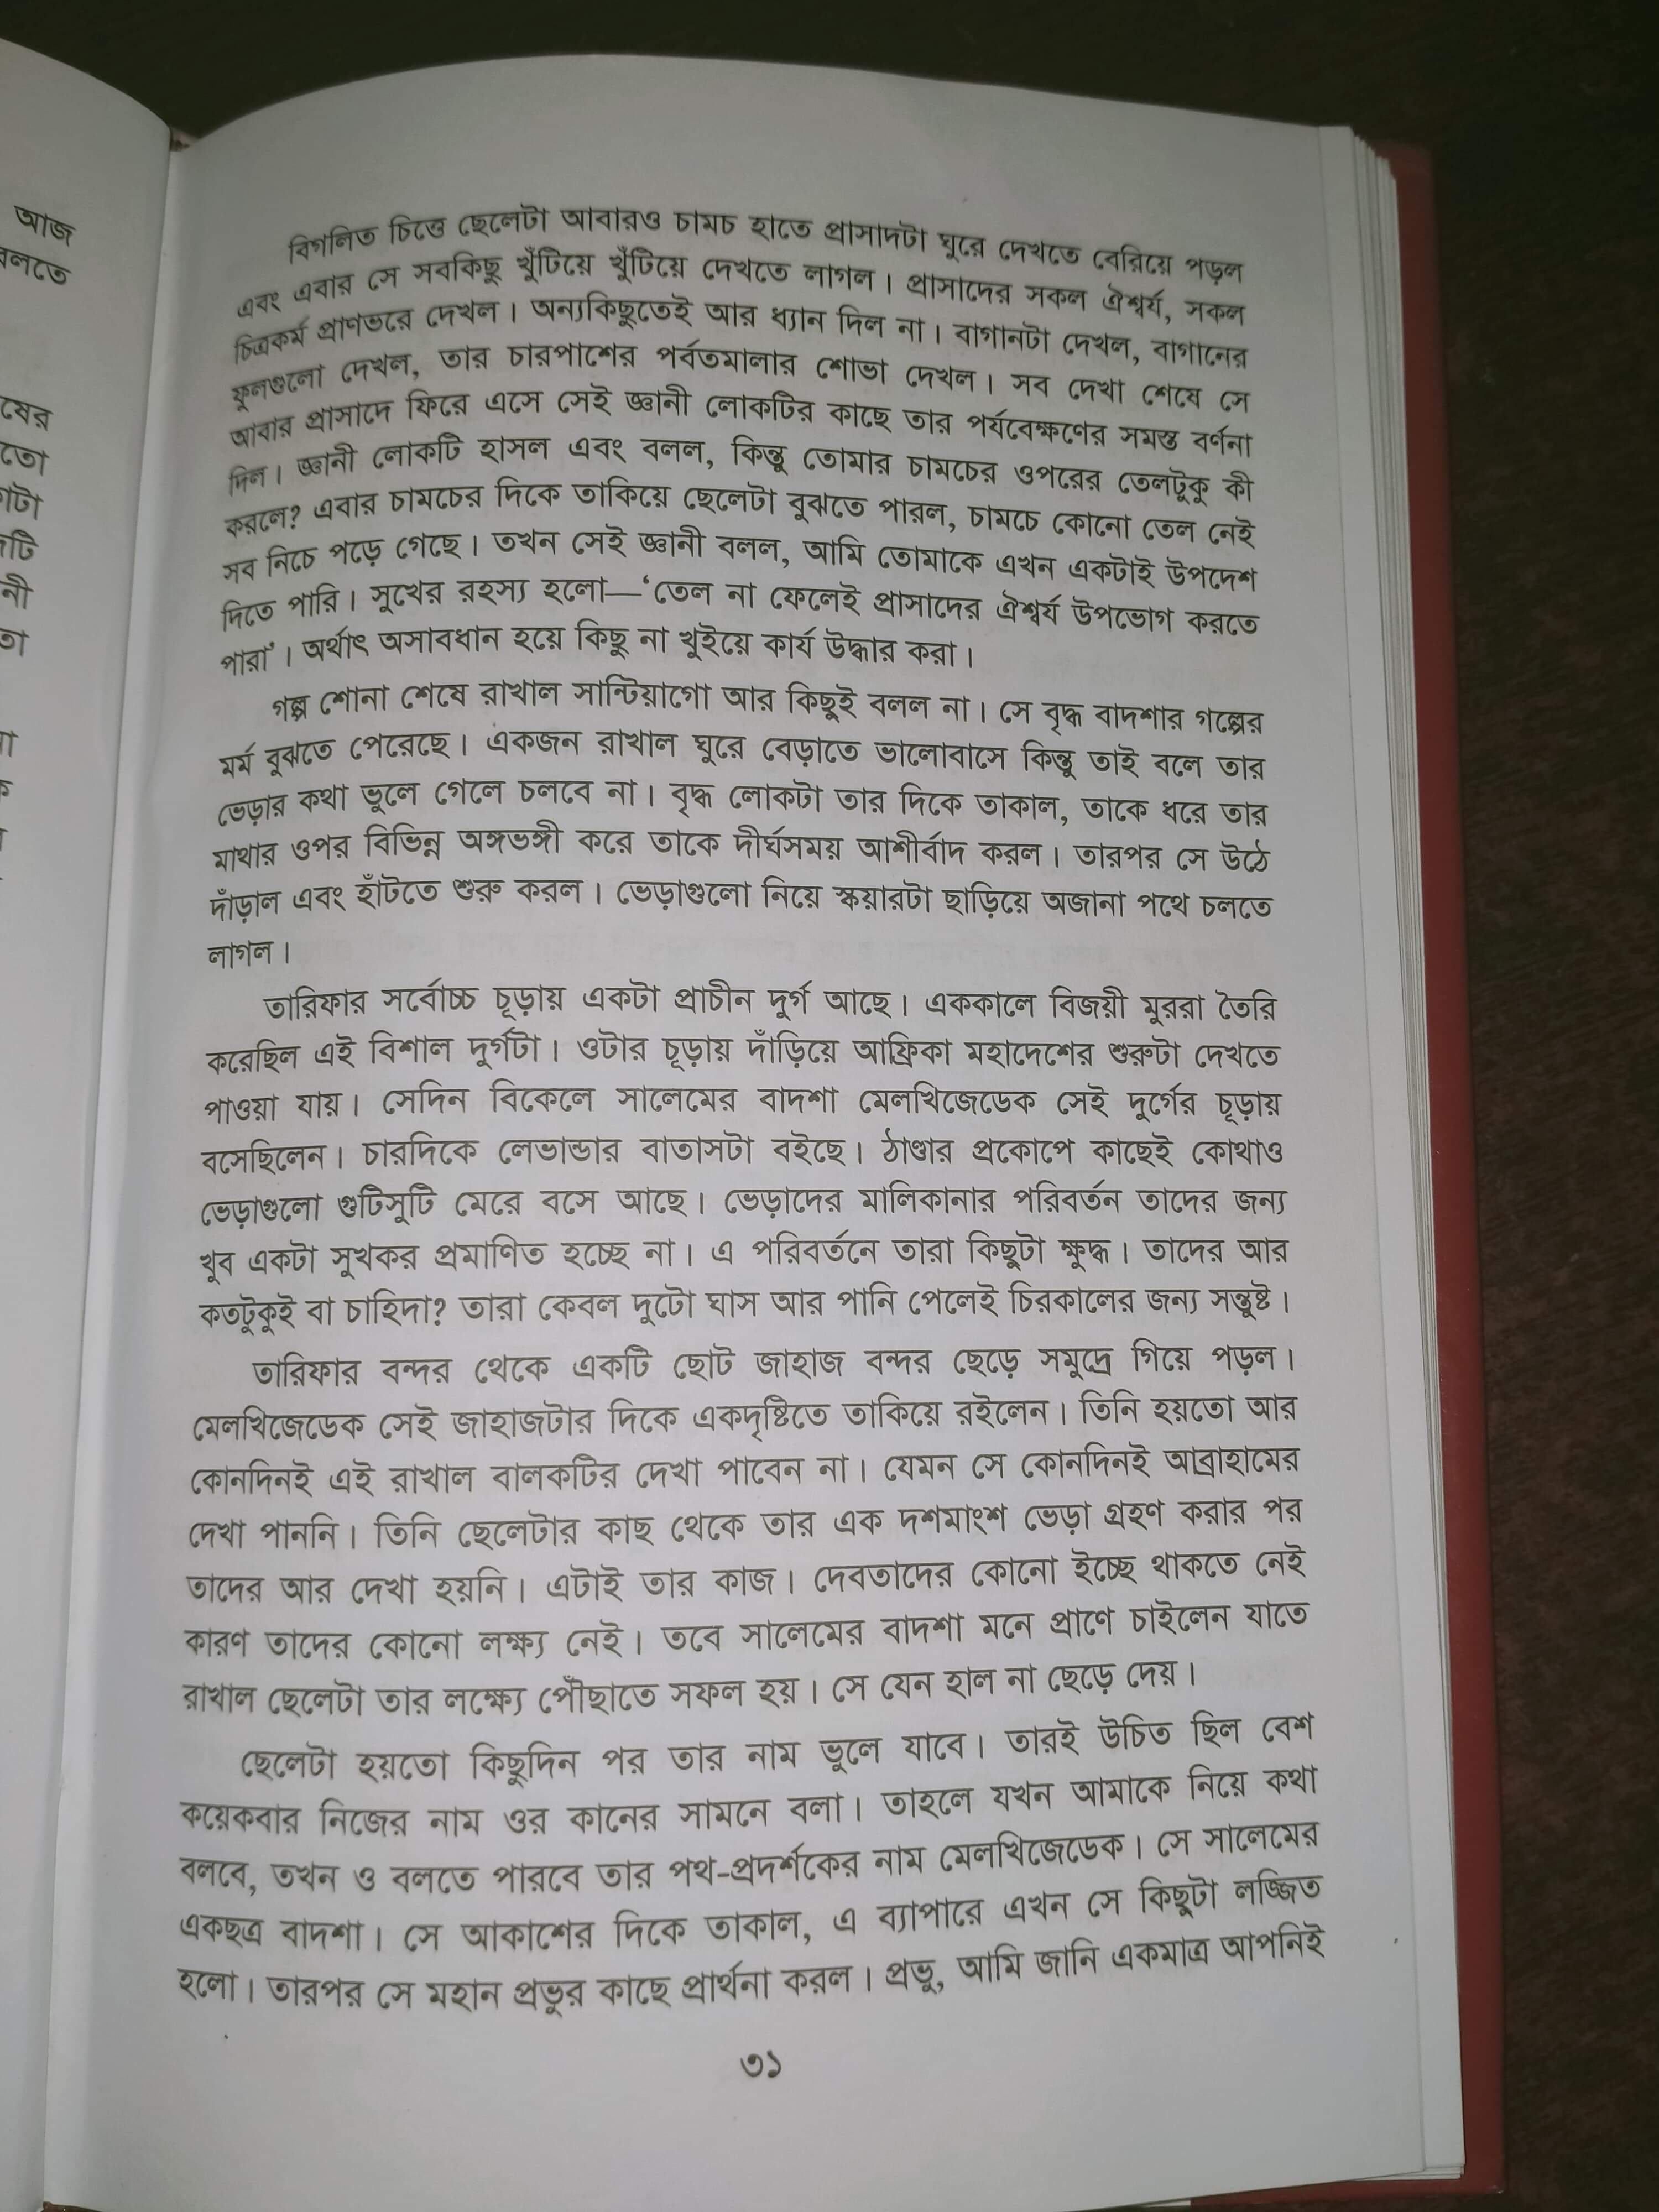 আজ
বিগলিত চিত্তে ছেলেটা আবারও চামচ হাতে প্রাসাদটা ঘুরে দেখতে বেরিয়ে পড়ল
এবং এবার সে সবকিছু খুঁটিয়ে খুঁটিয়ে দেখতে লাগল। প্রাসাদের সকল ঐশ্বর্য, সকল
চিত্রকর্ম প্রাণভরে দেখল। অন্যকিছুতেই আর ধ্যান দিল না। বাগানটা দেখল, বাগানের
ফুলগুলো দেখল, তার চারপাশের পর্বতমালার শোভা দেখল। সব দেখা শেষে সে
আবার প্রাসাদে ফিরে এসে সেই জ্ঞানী লোকটির কাছে তার পর্যবেক্ষণের সমস্ত বর্ণনা
দিল। জ্ঞানী লোকটি হাসল এবং বলল, কিন্তু তোমার চামচের ওপরের তেলটুকু কী
করলে? এবার চামচের দিকে তাকিয়ে ছেলেটা বুঝতে পারল, চামচে কোনো তেল নেই
সব নিচে পড়ে গেছে। তখন সেই জ্ঞানী বলল, আমি তোমাকে এখন একটাই উপদেশ
দিতে পারি। সুখের রহস্য হলো—‘তেল না ফেলেই প্রাসাদের ঐশ্বর্য উপভোগ করতে
পারা’। অর্থাৎ অসাবধান হয়ে কিছু না খুইয়ে কার্য উদ্ধার করা।
গল্প শোনা শেষে রাখাল সান্টিয়াগো আর কিছুই বলল না। সে বৃদ্ধ বাদশার গল্পের
মর্ম বুঝতে পেরেছে। একজন রাখাল ঘুরে বেড়াতে ভালোবাসে কিন্তু তাই বলে তার
ভেড়ার কথা ভুলে গেলে চলবে না। বৃদ্ধ লোকটা তার দিকে তাকাল, তাকে ধরে তার
মাথার ওপর বিভিন্ন অঙ্গভঙ্গী করে তাকে দীর্ঘসময় আশীর্বাদ করল। তারপর সে উঠে
দাঁড়াল এবং হাঁটতে শুরু করল। ভেড়াগুলো নিয়ে স্কয়ারটা ছাড়িয়ে অজানা পথে চলতে
লাগল।
তারিফার সর্বোচ্চ চূড়ায় একটা প্রাচীন দুর্গ আছে। এককালে বিজয়ী মুররা তৈরি
করেছিল এই বিশাল দুর্গটা। ওটার চূড়ায় দাঁড়িয়ে আফ্রিকা মহাদেশের শুরুটা দেখতে
পাওয়া যায়। সেদিন বিকেলে সালেমের বাদশা মেলখিজেডেক সেই দুর্গের চূড়ায়
বসেছিলেন। চারদিকে লেভান্ডার বাতাসটা বইছে। ঠাণ্ডার প্রকোপে কাছেই কোথাও
ভেড়াগুলো গুটিসুটি মেরে বসে আছে। ভেড়াদের মালিকানার পরিবর্তন তাদের জন্য
খুব একটা সুখকর প্রমাণিত হচ্ছে না। এ পরিবর্তনে তারা কিছুটা ক্ষুদ্ধ। তাদের আর
কতটুকুই বা চাহিদা? তারা কেবল দুটো ঘাস আর পানি পেলেই চিরকালের জন্য সন্তুষ্ট।
তারিফার বন্দর থেকে একটি ছোট জাহাজ বন্দর ছেড়ে সমুদ্রে গিয়ে পড়ল।
মেলখিজেডেক সেই জাহাজটার দিকে একদৃষ্টিতে তাকিয়ে রইলেন। তিনি হয়তো আর
কোনদিনই এই রাখাল বালকটির দেখা পাবেন না। যেমন সে কোনদিনই আব্রাহামের
দেখা পাননি। তিনি ছেলেটার কাছ থেকে তার এক দশমাংশ ভেড়া গ্রহণ করার পর
তাদের আর দেখা হয়নি। এটাই তার কাজ। দেবতাদের কোনো ইচ্ছে থাকতে নেই
কারণ তাদের কোনো লক্ষ্য নেই। তবে সালেমের বাদশা মনে প্রাণে চাইলেন যাতে
রাখাল ছেলেটা তার লক্ষ্যে পৌঁছাতে সফল হয়। সে যেন হাল না ছেড়ে দেয়।
ছেলেটা হয়তো কিছুদিন পর তার নাম ভুলে যাবে। তারই উচিত ছিল বেশ
কয়েকবার নিজের নাম ওর কানের সামনে বলা। তাহলে যখন আমাকে নিয়ে কথা
বলবে, তখন ও বলতে পারবে তার পথ-প্রদর্শকের নাম মেলখিজেডেক। সে সালেমের
একছত্র বাদশা। সে আকাশের দিকে তাকাল, এ ব্যাপারে এখন সে কিছুটা লজ্জিত
হলো। তারপর সে মহান প্রভুর কাছে প্রার্থনা করল। প্রভু, আমি জানি একমাত্র আপনিই
৩১